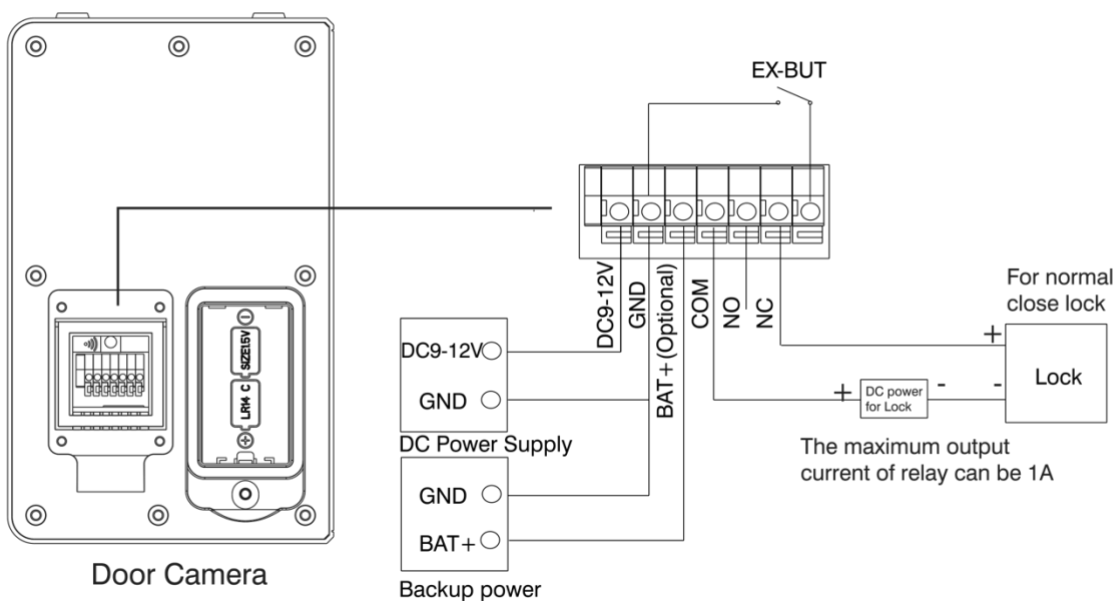 EX-BUT
DC9-12V
GND
BAT+(Optional)
COM
NO
NC
For normal
close lock
+
-
Lock
+
DC power
for Lock
-
The maximum output
current of relay can be 1A
DC9-12V
GND
DC Power Supply
GND
BAT+
Backup power
SIZE1.5V
LR14 C
Door Camera